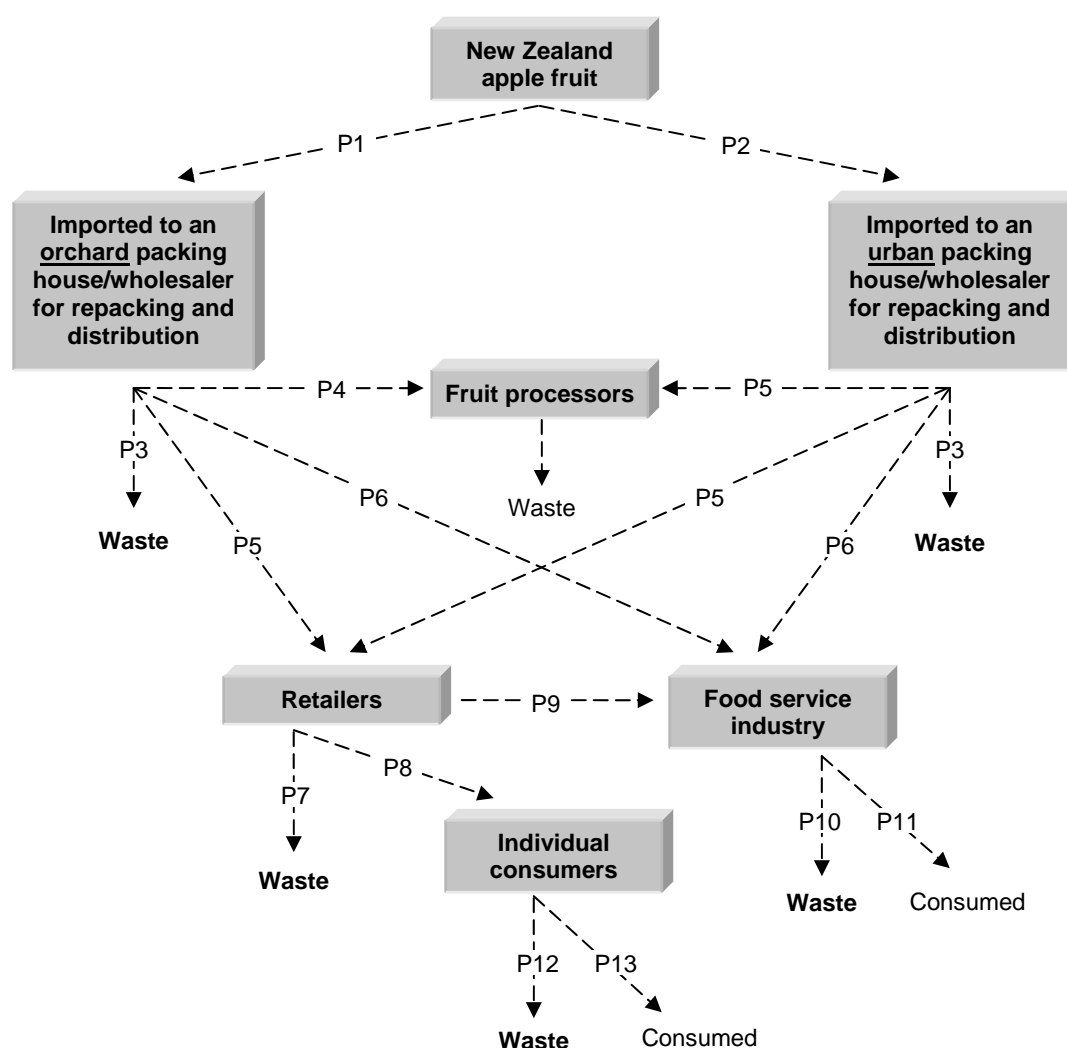 New Zealand
apple fruit
P1
P2
Imported to an
orchard packing
house/wholesaler
for repacking and
distribution
Imported to an
urban packing
house/wholesaler
for repacking and
distribution
P4
Fruit processors
P5
P3
P3
P6
Waste
P5
Waste
P5
P6
Waste
Retailers
P9
Food service
industry
P8
P7
P10
P11
Individual
consumers
Waste
Waste
Consumed
P12
P13
Waste
Consumed